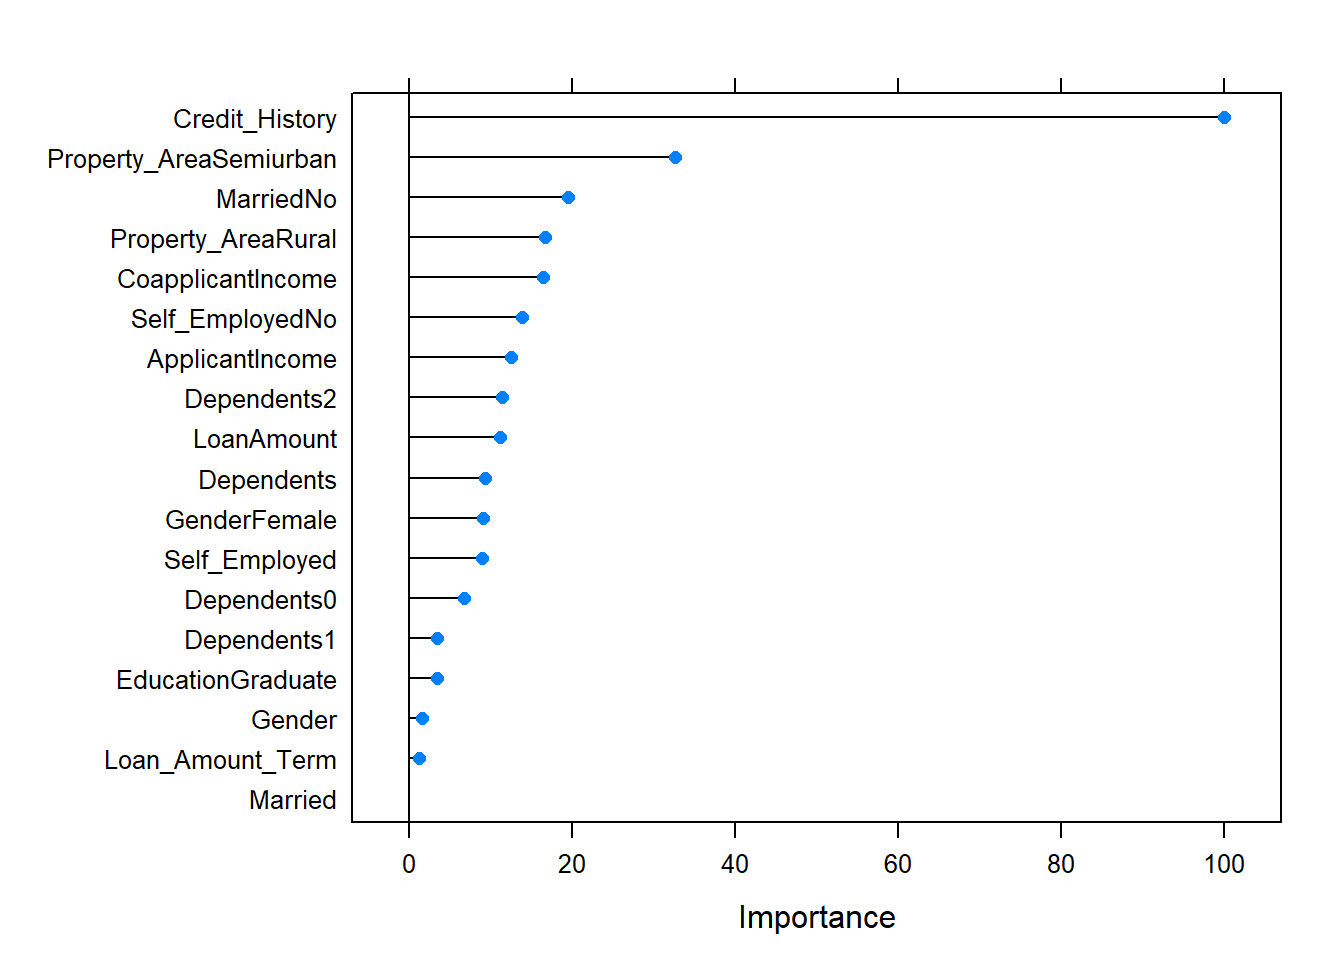 Credit_History
Property_AreaSemiurban
MarriedNo
Property_AreaRural
CoapplicantIncome
Self_EmployedNo
ApplicantIncome
Dependents2
LoanAmount
Dependents
GenderFemale
Self_Employed
Dependents0
Dependents1
EducationGraduate
Gender
Loan_Amount_Term
Married
0 20 40 60 80 100
Importance